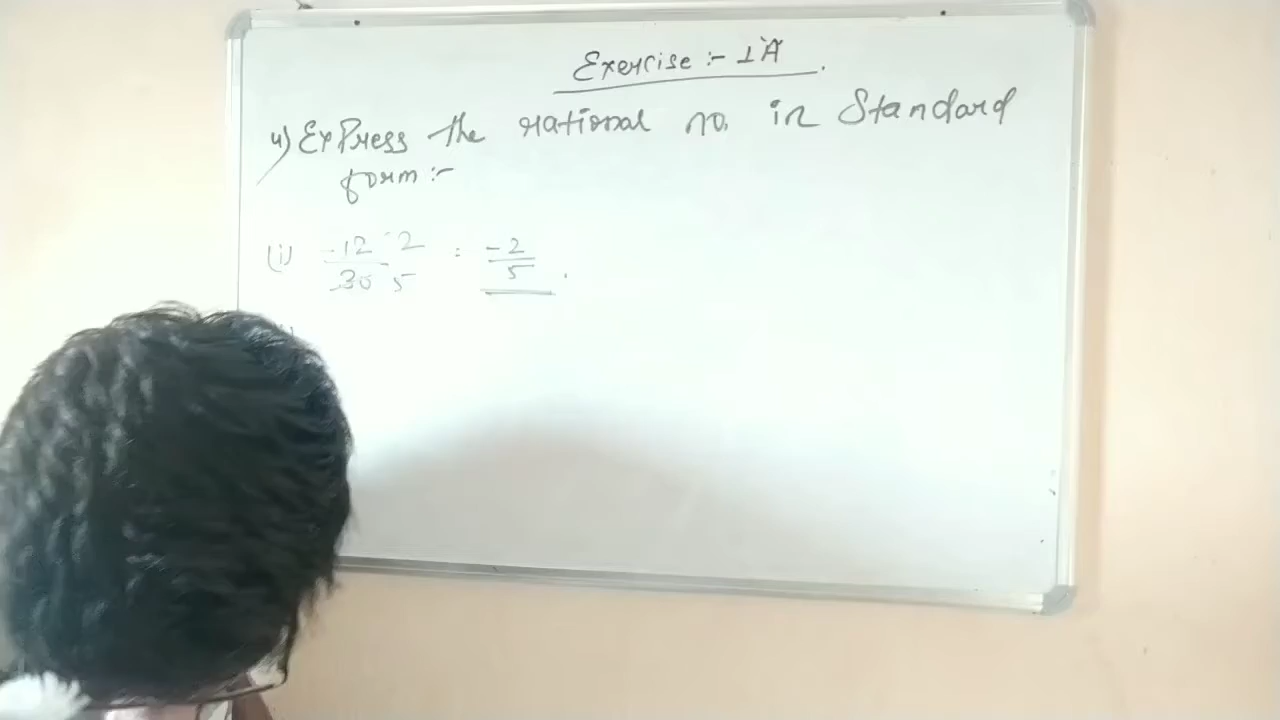 Exercise :- 1A
4) Express the rational no. in Standard
form :-
(i) -12/30 -2/5 = -2/5.